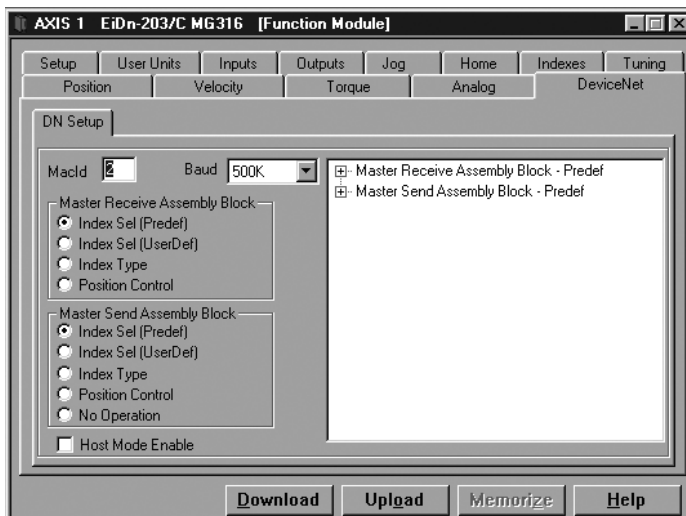 AXIS 1 EiDn-203/C MG316 [Function Module]
Setup User Units Inputs Outputs Jog Home Indexes Tuning
Position Velocity Torque Analog DeviceNet
DN Setup
MacId 2 Baud 500K
Master Receive Assembly Block
Index Sel (Predef)
Index Sel (UserDef)
Index Type
Position Control
Master Send Assembly Block
Index Sel (Predef)
Index Sel (UserDef)
Index Type
Position Control
No Operation
Host Mode Enable
Master Receive Assembly Block - Predef
Master Send Assembly Block - Predef
Download Upload Memorize Help